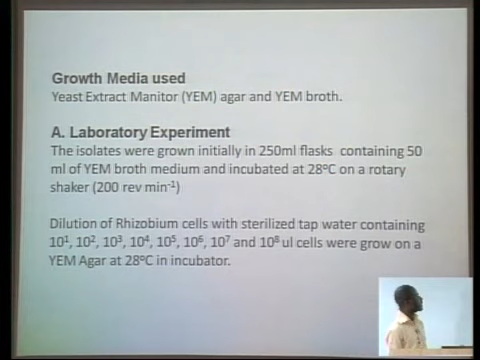 Growth Media used
Yeast Extract Manitor (YEM) agar and YEM broth.
A. Laboratory Experiment
The isolates were grown initially in 250ml flasks containing 50
ml of YEM broth medium and incubated at 28°C on a rotary
shaker (200 rev min⁻¹)
Dilution of Rhizobium cells with sterilized tap water containing
10¹, 10², 10³, 10⁴, 10⁵, 10⁶, 10⁷ and 10⁸ ul cells were grow on a
YEM Agar at 28°C in incubator.